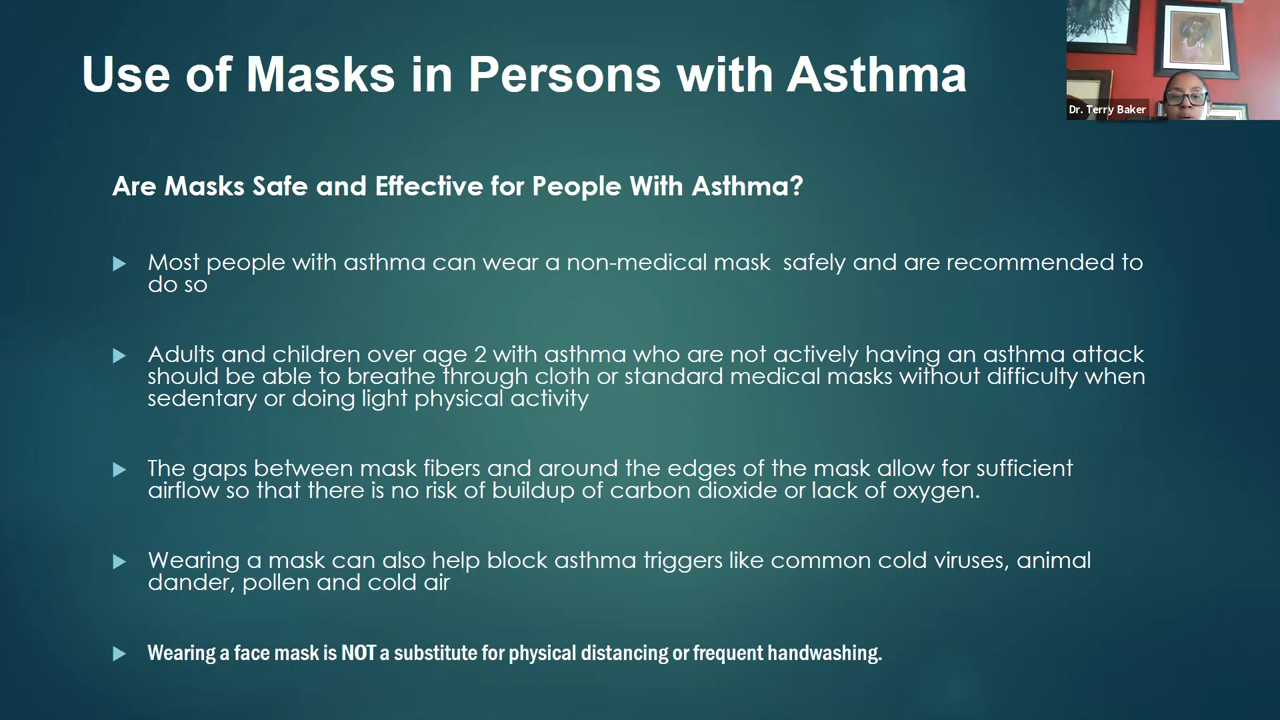 Use of Masks in Persons with Asthma
Dr. Terry Baker
Are Masks Safe and Effective for People With Asthma?
Most people with asthma can wear a non-medical mask  safely and are recommended to
do so
Adults and children over age 2 with asthma who are not actively having an asthma attack
should be able to breathe through cloth or standard medical masks without difficulty when
sedentary or doing light physical activity
The gaps between mask fibers and around the edges of the mask allow for sufficient
airflow so that there is no risk of buildup of carbon dioxide or lack of oxygen.
Wearing a mask can also help block asthma triggers like common cold viruses, animal
dander, pollen and cold air
Wearing a face mask is NOT a substitute for physical distancing or frequent handwashing.